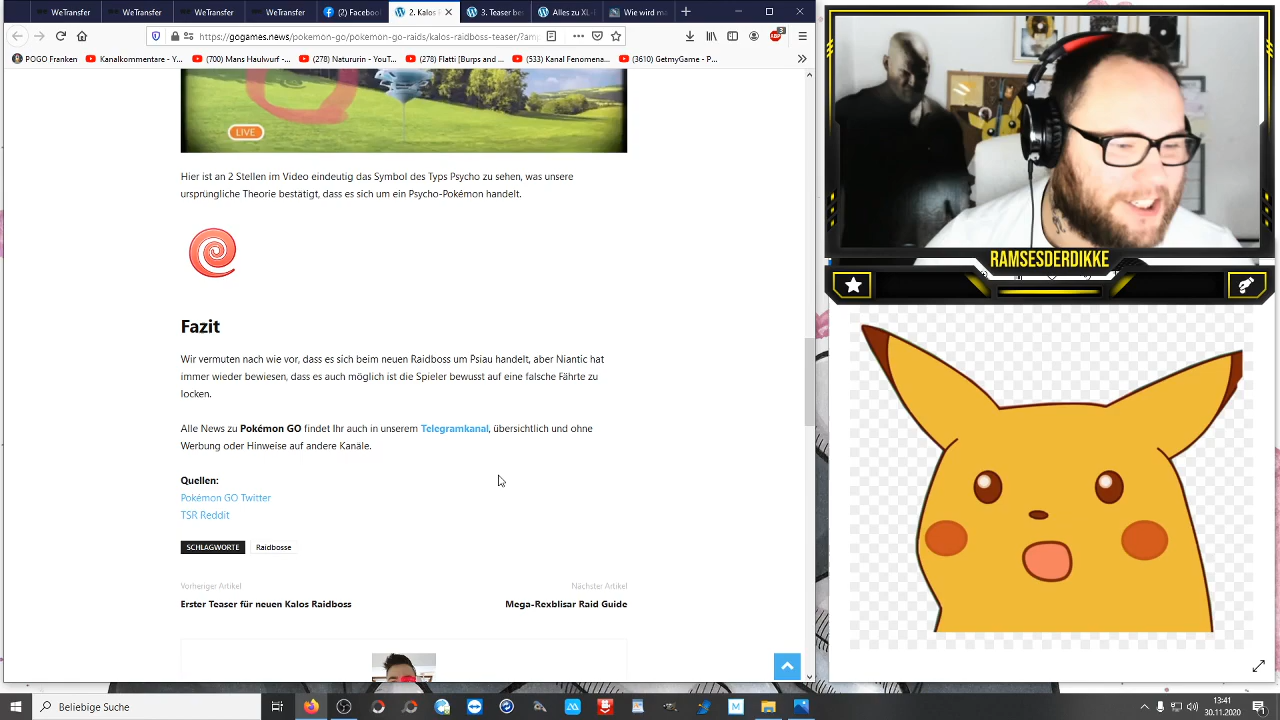 WeTransfer
WeTransfer
WeTransfer
(2) Facebook
2. Kalos
3. Teaser be
Alles zu XL-
Wie wird ma
https://gogames.news/pokemon-go/pokemon-go-raids/kalos-raidboss-teaser/?amp
POGO Franken
Kanalkommentare - Y...
(700) Mans Haulwurf -...
(278) Natururin - YouT...
(278) Flatti [Burps and ...
(533) Kanal Fenomena...
(3610) GetmyGame - P...
LIVE
Hier ist an 2 Stellen im Video eindeutig das Symbol des Typs Psycho zu sehen, was unsere
ursprüngliche Theorie bestätigt, dass es sich um ein Psycho-Pokémon handelt.
Fazit
Wir vermuten nach wie vor, dass es sich beim neuen Raidboss um Psiau handelt, aber Niantic hat
immer wieder bewiesen, dass es auch möglich ist die Spieler bewusst auf eine falsche Fährte zu
locken.
Alle News zu Pokémon GO findet Ihr auch in unserem Telegramkanal, übersichtlich und ohne
Werbung oder Hinweise auf andere Kanäle.
Quellen:
Pokémon GO Twitter
TSR Reddit
SCHLAGWORTE Raidbosse
Vorheriger Artikel
Erster Teaser für neuen Kalos Raidboss
Nächster Artikel
Mega-Rexblisar Raid Guide
RAMSESDERDIKKE
Beliebige Suche
13:41
30.11.2020